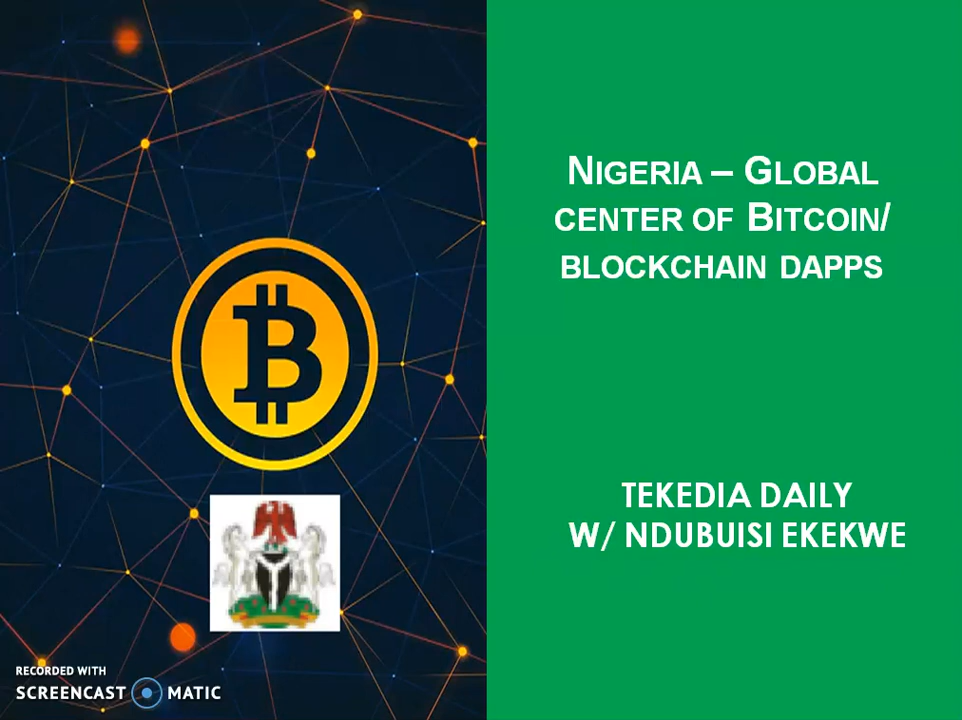 NIGERIA – GLOBAL
CENTER OF BITCOIN/
BLOCKCHAIN DAPPS
TEKEDIA DAILY
W/ NDUBUISI EKEKWE
RECORDED WITH
SCREENCAST MATIC